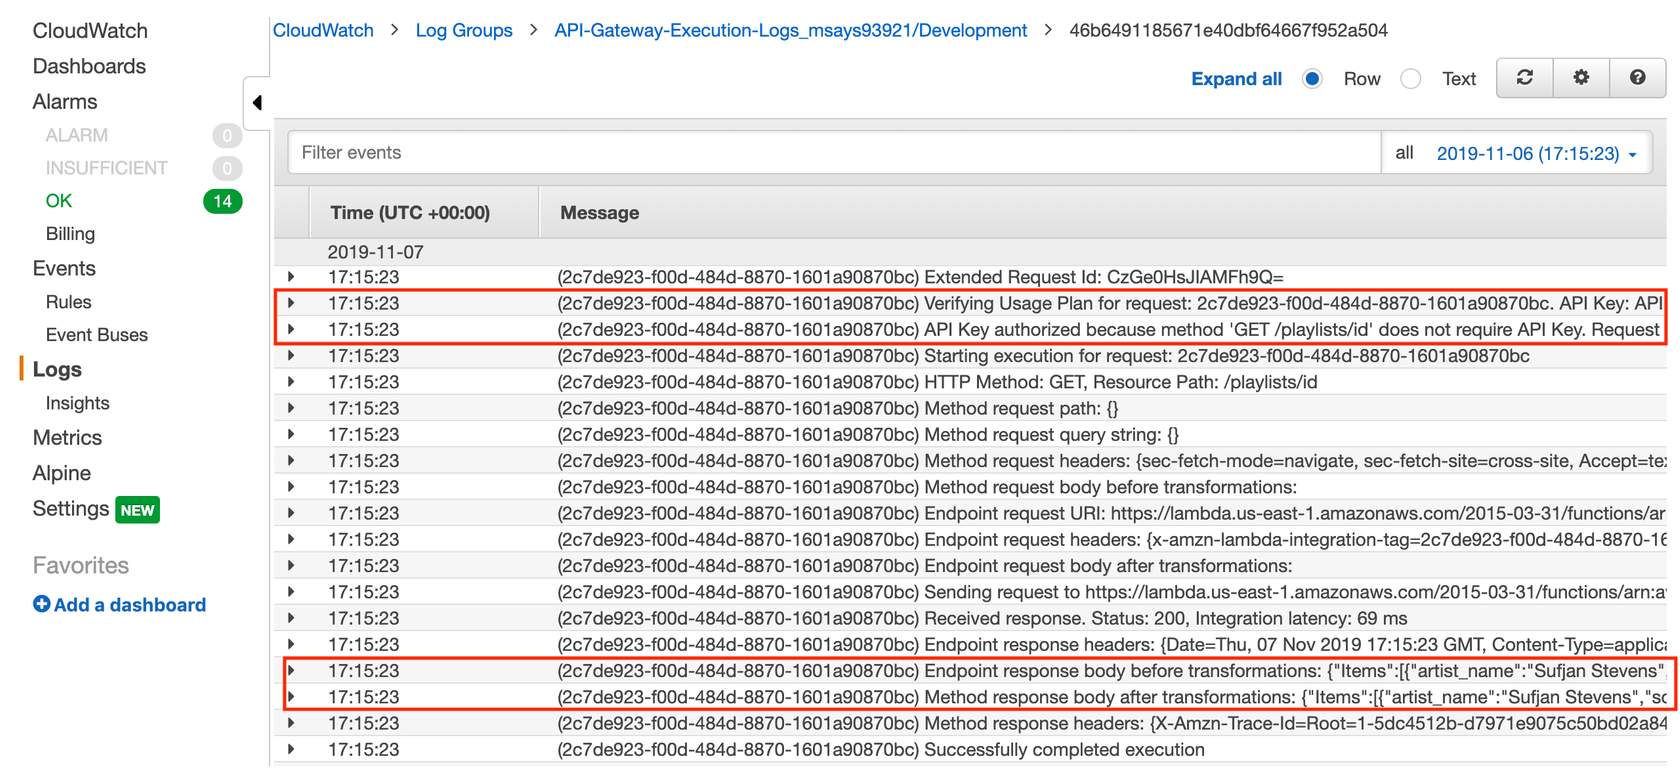 CloudWatch
Dashboards
Alarms
ALARM 0
INSUFFICIENT 0
OK 14
Billing
Events
Rules
Event Buses
Logs
Insights
Metrics
Alpine
Settings NEW
Favorites
Add a dashboard
CloudWatch > Log Groups > API-Gateway-Execution-Logs_msays93921/Development > 46b6491185671e40dbf64667f952a504
Expand all Row Text
Filter events all 2019-11-06 (17:15:23)
Time (UTC +00:00) Message
2019-11-07
17:15:23 (2c7de923-f00d-484d-8870-1601a90870bc) Extended Request Id: CzGe0HsJIAMFh9Q=
17:15:23 (2c7de923-f00d-484d-8870-1601a90870bc) Verifying Usage Plan for request: 2c7de923-f00d-484d-8870-1601a90870bc. API Key: API
17:15:23 (2c7de923-f00d-484d-8870-1601a90870bc) API Key authorized because method 'GET /playlists/id' does not require API Key. Request
17:15:23 (2c7de923-f00d-484d-8870-1601a90870bc) Starting execution for request: 2c7de923-f00d-484d-8870-1601a90870bc
17:15:23 (2c7de923-f00d-484d-8870-1601a90870bc) HTTP Method: GET, Resource Path: /playlists/id
17:15:23 (2c7de923-f00d-484d-8870-1601a90870bc) Method request path: {}
17:15:23 (2c7de923-f00d-484d-8870-1601a90870bc) Method request query string: {}
17:15:23 (2c7de923-f00d-484d-8870-1601a90870bc) Method request headers: {sec-fetch-mode=navigate, sec-fetch-site=cross-site, Accept=tex
17:15:23 (2c7de923-f00d-484d-8870-1601a90870bc) Method request body before transformations:
17:15:23 (2c7de923-f00d-484d-8870-1601a90870bc) Endpoint request URI: https://lambda.us-east-1.amazonaws.com/2015-03-31/functions/ar
17:15:23 (2c7de923-f00d-484d-8870-1601a90870bc) Endpoint request headers: {x-amzn-lambda-integration-tag=2c7de923-f00d-484d-8870-16
17:15:23 (2c7de923-f00d-484d-8870-1601a90870bc) Endpoint request body after transformations:
17:15:23 (2c7de923-f00d-484d-8870-1601a90870bc) Sending request to https://lambda.us-east-1.amazonaws.com/2015-03-31/functions/arn:a
17:15:23 (2c7de923-f00d-484d-8870-1601a90870bc) Received response. Status: 200, Integration latency: 69 ms
17:15:23 (2c7de923-f00d-484d-8870-1601a90870bc) Endpoint response headers: {Date=Thu, 07 Nov 2019 17:15:23 GMT, Content-Type=applica
17:15:23 (2c7de923-f00d-484d-8870-1601a90870bc) Endpoint response body before transformations: {"Items":[{"artist_name":"Sufjan Stevens",
17:15:23 (2c7de923-f00d-484d-8870-1601a90870bc) Method response body after transformations: {"Items":[{"artist_name":"Sufjan Stevens","sc
17:15:23 (2c7de923-f00d-484d-8870-1601a90870bc) Method response headers: {X-Amzn-Trace-Id=Root=1-5dc4512b-d7971e9075c50bd02a84
17:15:23 (2c7de923-f00d-484d-8870-1601a90870bc) Successfully completed execution